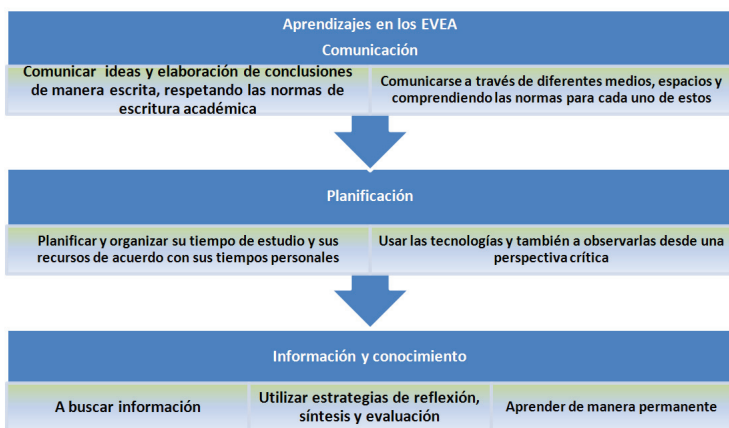 Aprendizajes en los EVEA
Comunicación
Comunicar ideas y elaboración de conclusiones
de manera escrita, respetando las normas de
escritura académica
Comunicarse a través de diferentes medios, espacios y
comprendiendo las normas para cada uno de estos
Planificación
Planificar y organizar su tiempo de estudio y sus
recursos de acuerdo con sus tiempos personales
Usar las tecnologías y también a observarlas desde una
perspectiva crítica
Información y conocimiento
A buscar información
Utilizar estrategias de reflexión,
síntesis y evaluación
Aprender de manera permanente